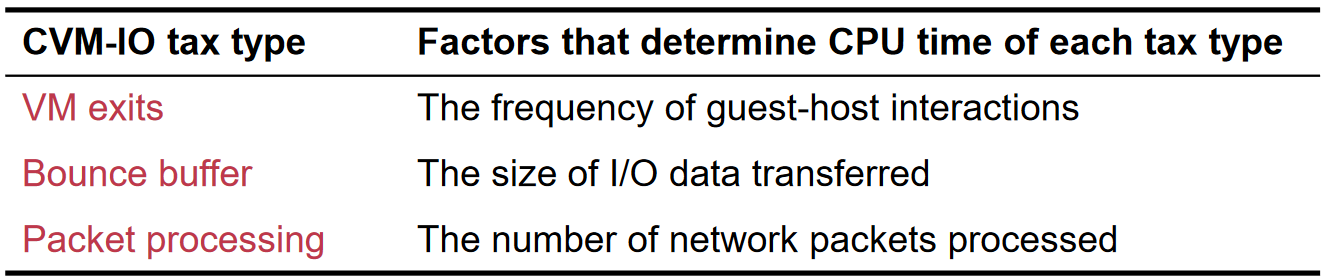 CVM-IO tax type Factors that determine CPU time of each tax type
VM exits The frequency of guest-host interactions
Bounce buffer The size of I/O data transferred
Packet processing The number of network packets processed